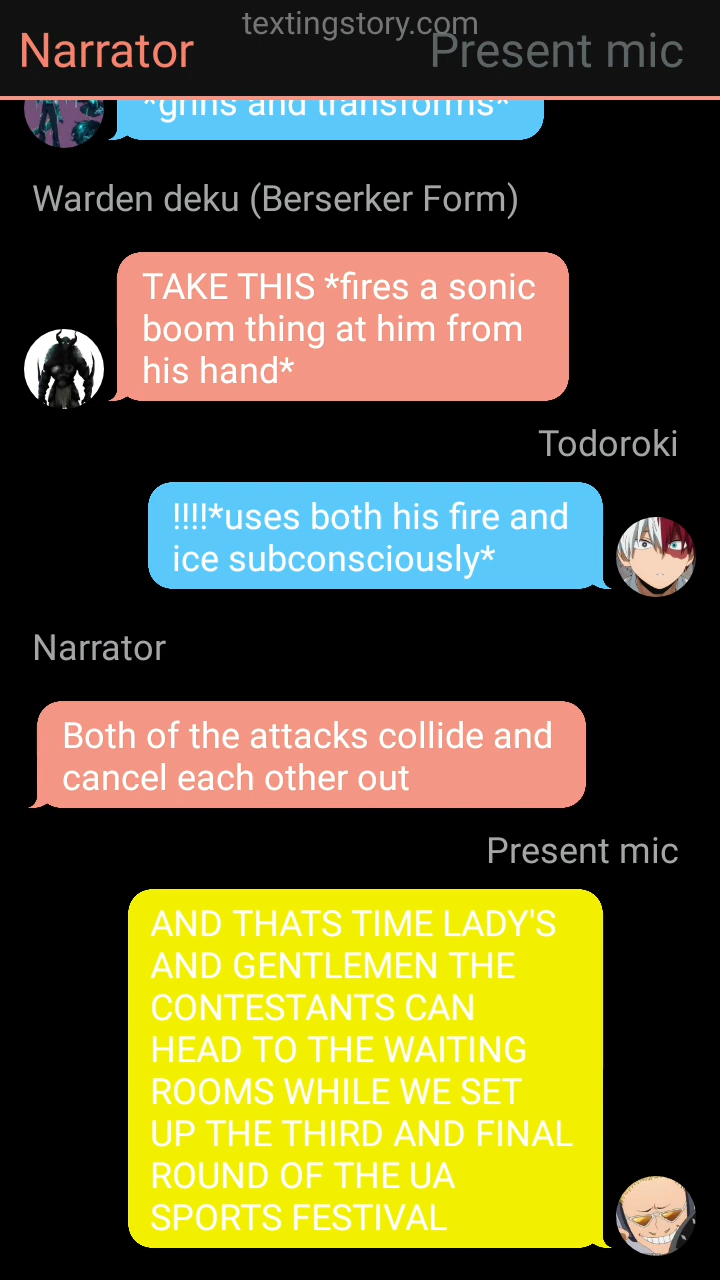 textingstory.com
Narrator
Present mic
*grins and transforms*
Warden deku (Berserker Form)
TAKE THIS *fires a sonic
boom thing at him from
his hand*
Todoroki
!!!!*uses both his fire and
ice subconsciously*
Narrator
Both of the attacks collide and
cancel each other out
Present mic
AND THATS TIME LADY'S
AND GENTLEMEN THE
CONTESTANTS CAN
HEAD TO THE WAITING
ROOMS WHILE WE SET
UP THE THIRD AND FINAL
ROUND OF THE UA
SPORTS FESTIVAL